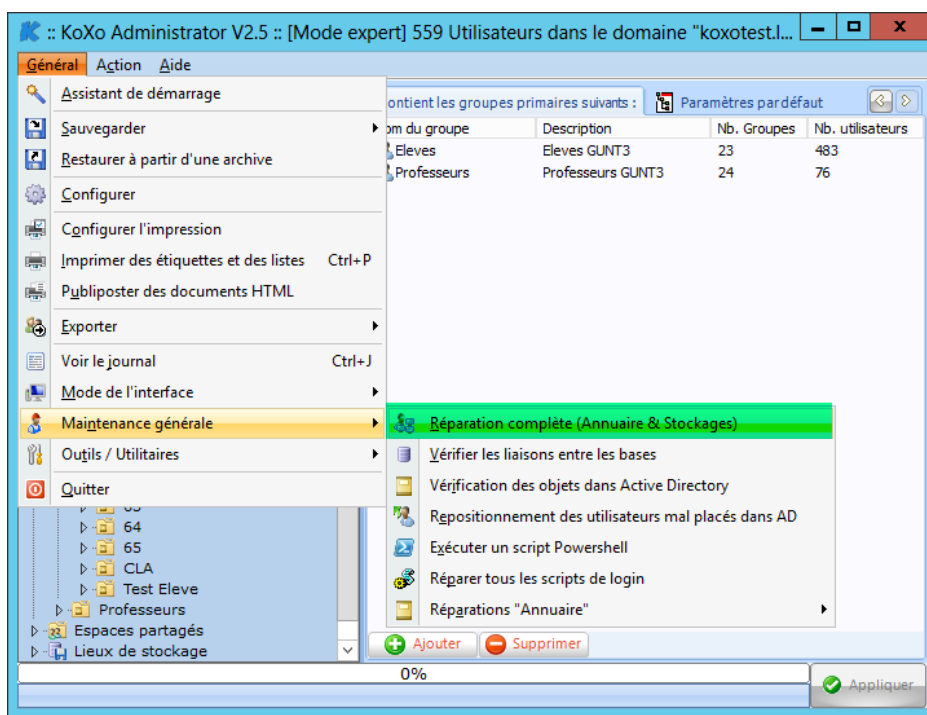 :: KoXo Administrator V2.5 :: [Mode expert] 559 Utilisateurs dans le domaine "koxotest.l...
Général Action Aide
Assistant de démarrage
Sauvegarder
Restaurer à partir d'une archive
Configurer
Configurer l'impression
Imprimer des étiquettes et des listes Ctrl+P
Publiposter des documents HTML
Exporter
Voir le journal Ctrl+J
Mode de l'interface
Maintenance générale
Outils / Utilitaires
Quitter
ontient les groupes primaires suivants : Paramètres par défaut
om du groupe Description Nb. Groupes Nb. utilisateurs
Eleves Eleves GUNT3 23 483
Professeurs Professeurs GUNT3 24 76
Réparation complète (Annuaire & Stockages)
Vérifier les liaisons entre les bases
Vérification des objets dans Active Directory
Repositionnement des utilisateurs mal placés dans AD
Exécuter un script Powershell
Réparer tous les scripts de login
Réparations "Annuaire"
64
65
CLA
Test Eleve
Professeurs
Espaces partagés
Lieux de stockage
Ajouter Supprimer
0%
Appliquer